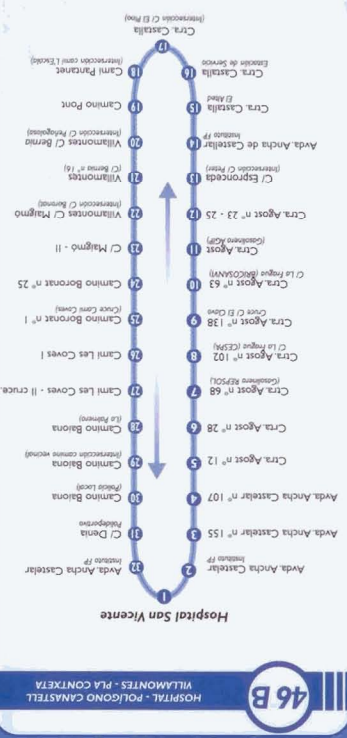 46 B
HOSPITAL - POLÍGONO CANASTELL
VILLAMONTES - PLA CONTXETA
Hospital San Vicente
1
Avda. Ancha Castelar
Instituto FP
2
32
Avda. Ancha Castelar
Instituto FP
Avda. Ancha Castelar nº 155
3
31
C/ Denia
Polideportivo
Avda. Ancha Castelar nº 107
4
30
Camino Baiona
(Policía Local)
Ctra. Agost nº 12
5
29
Camino Baiona
(Intersección camino vecinal)
Ctra. Agost nº 28
6
28
Camino Baiona
(La Palmera)
Ctra. Agost nº 68
(Gasolinera REPSOL)
7
27
Camí Les Coves - II cruce.
Ctra. Agost nº 102
C/ La Fragua (CEPSA)
8
26
Camí Les Coves I
Ctra. Agost nº 138
Cruce C/ El Clavo
9
25
Camino Boronat nº 1
(Cruce Camí Coves)
Ctra. Agost nº 63
C/ La Fragua (BRICOSANVI)
10
24
Camino Boronat nº 25
Ctra. Agost
(Gasolinera AGIP)
11
23
C/ Maigmó - II
Ctra. Agost nº 23 - 25
12
22
Villamontes C/ Maigmó
(Intersección C/ Boronat)
C/ Espronceda
(Intersección C/ Petrer)
13
21
Villamontes
(C/ Bernia nº 16)
Avda. Ancha de Castellar
Instituto FP
14
20
Villamontes C/ Bernia
(Intersección C/ Peñagolosa)
Ctra. Castalla
El Alted
15
19
Camino Pont
Ctra. Castalla
Estación de Servicio
16
18
Camí Pantanet
(Intersección camí L'Escola)
17
Ctra. Castalla
(Intersección C/ El Pino)